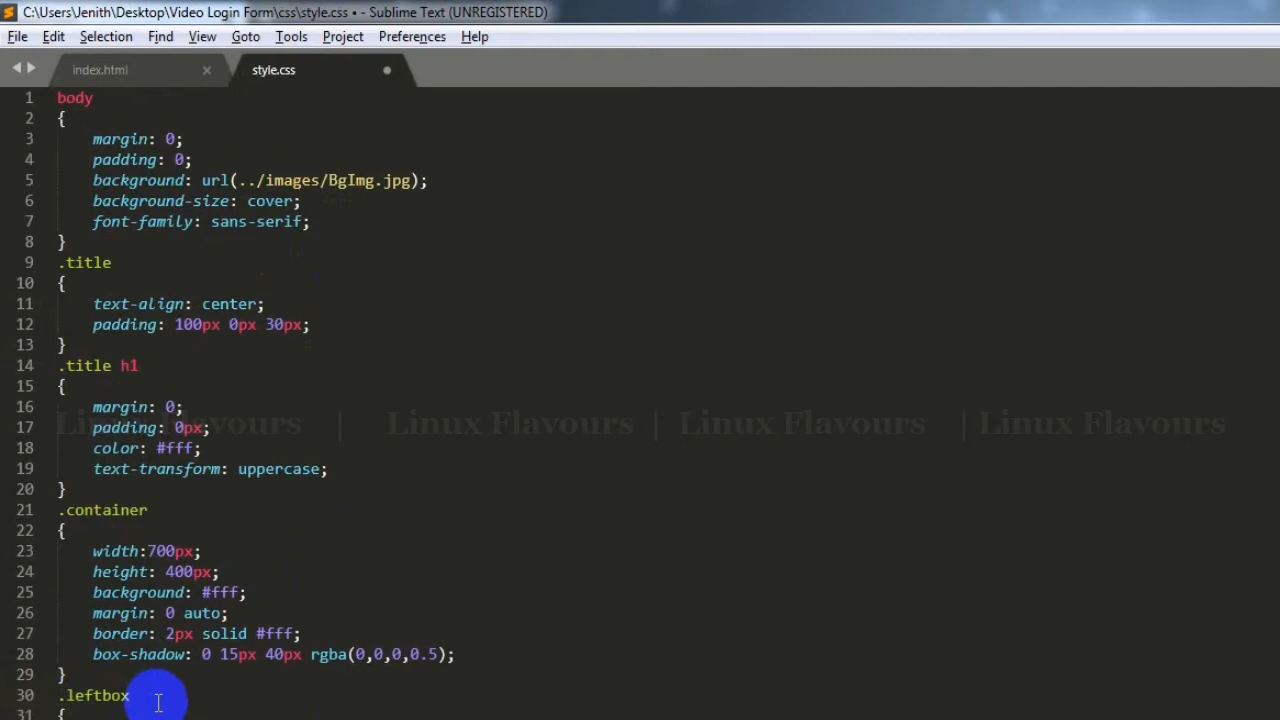 C:\Users\Jenith\Desktop\Video Login Form\css\style.css • - Sublime Text (UNREGISTERED)
File Edit Selection Find View Goto Tools Project Preferences Help
index.html × style.css
1 body
2 {
3 margin: 0;
4 padding: 0;
5 background: url(../images/BgImg.jpg);
6 background-size: cover;
7 font-family: sans-serif;
8 }
9 .title
10 {
11 text-align: center;
12 padding: 100px 0px 30px;
13 }
14 .title h1
15 {
16 margin: 0;
Linux Flavours | Linux Flavours | Linux Flavours | Linux Flavours
17 padding: 0px;
18 color: #fff;
19 text-transform: uppercase;
20 }
21 .container
22 {
23 width:700px;
24 height: 400px;
25 background: #fff;
26 margin: 0 auto;
27 border: 2px solid #fff;
28 box-shadow: 0 15px 40px rgba(0,0,0,0.5);
29 }
30 .leftbox
31 {